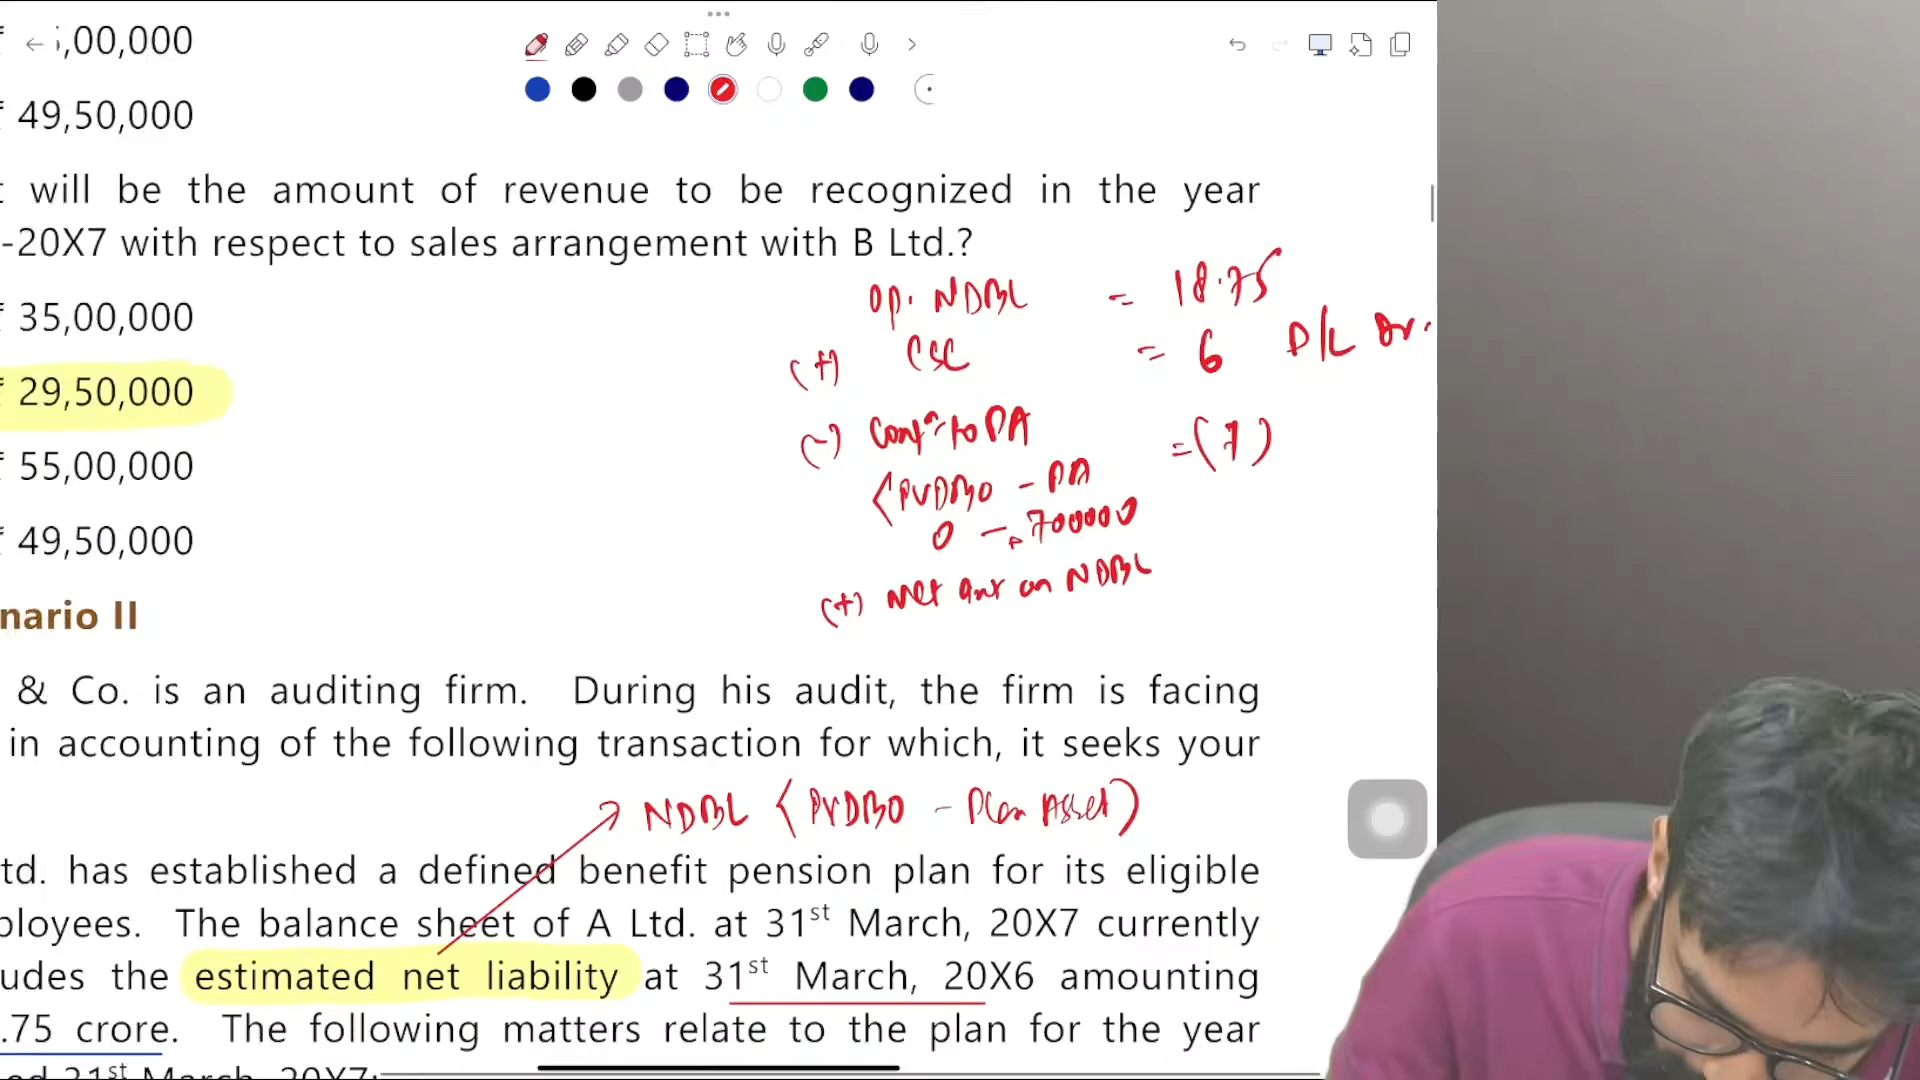 ₹ 5,00,000
₹ 49,50,000
t will be the amount of revenue to be recognized in the year
-20X7 with respect to sales arrangement with B Ltd.?
op. NDBL = 18.75
(+) CSC = 6 P/L Dr.
₹ 35,00,000
₹ 29,50,000
(-) Contn to PA = (7)
<PVDBO - PA
0 - 700000
₹ 55,00,000
₹ 49,50,000
(+) Net int on NDBL
nario II
& Co. is an auditing firm. During his audit, the firm is facing
in accounting of the following transaction for which, it seeks your
NDBL (PVDBO - Plan Asset)
td. has established a defined benefit pension plan for its eligible
ployees. The balance sheet of A Ltd. at 31st March, 20X7 currently
udes the estimated net liability at 31st March, 20X6 amounting
.75 crore. The following matters relate to the plan for the year
ed 31st March, 20X7: